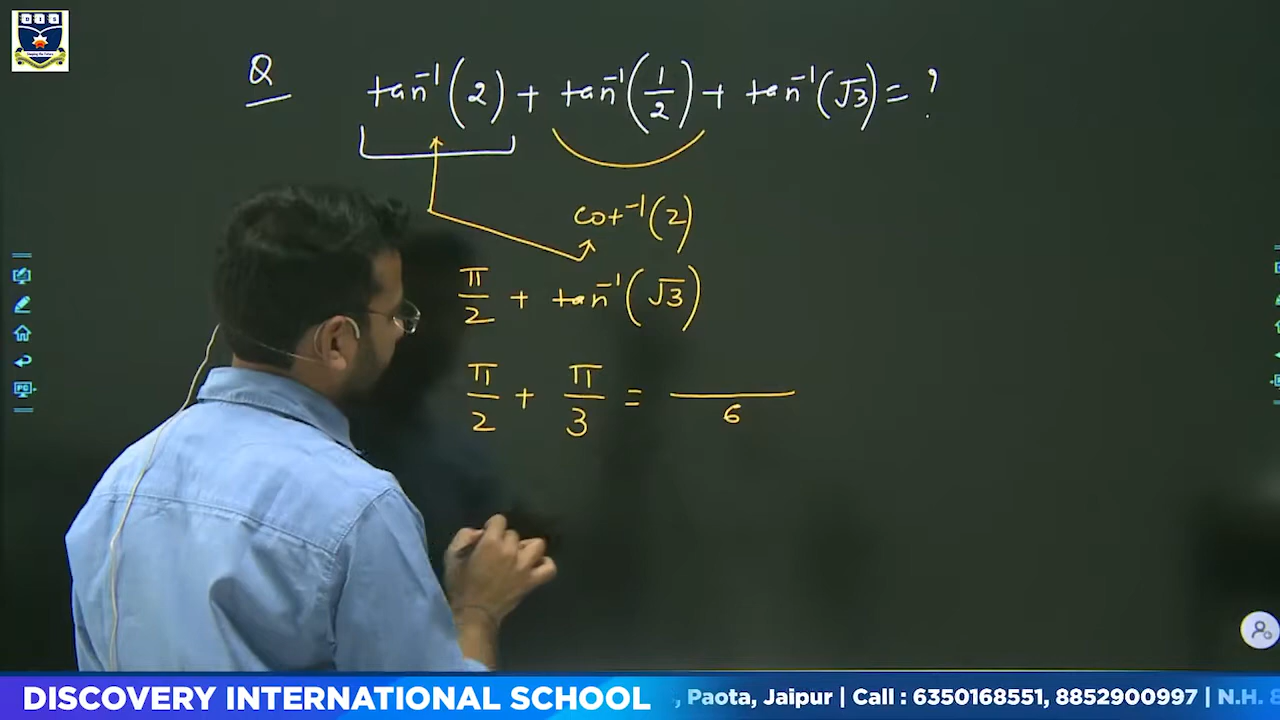 Q tan⁻¹(2) + tan⁻¹(1/2) + tan⁻¹(√3) = ?
cot⁻¹(2)
π/2 + tan⁻¹(√3)
π/2 + π/3 = /6
DISCOVERY INTERNATIONAL SCHOOL , Paota, Jaipur | Call : 6350168551, 8852900997 | N.H. 8